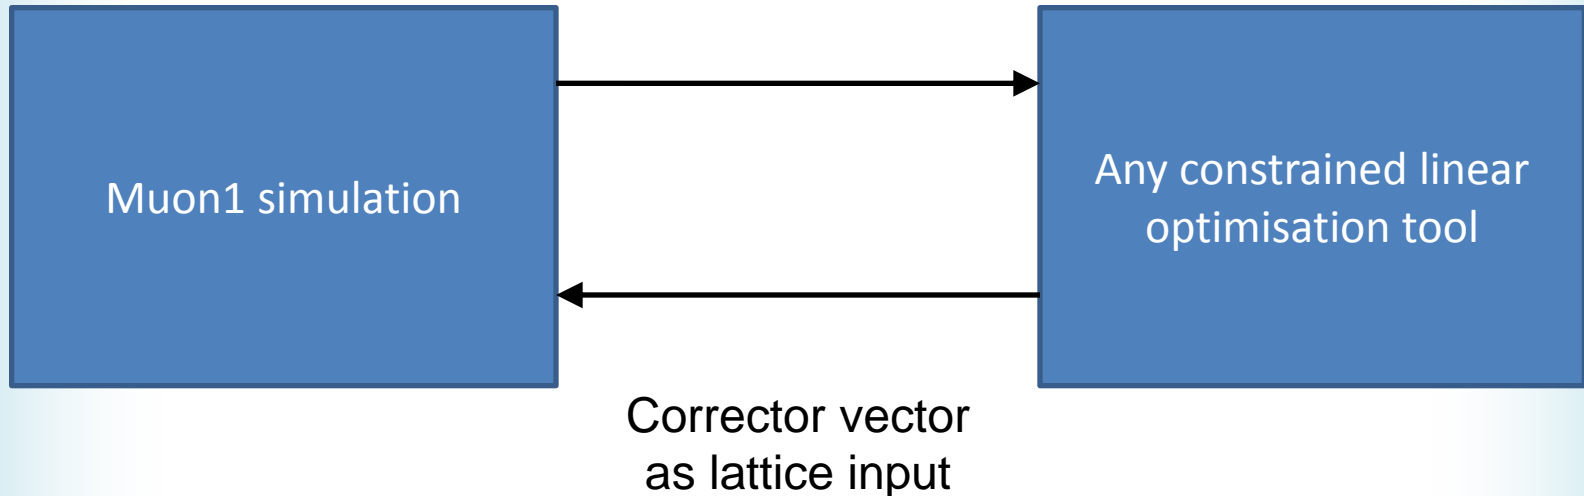 Muon1 simulation
Any constrained linear
optimisation tool
Corrector vector
as lattice input